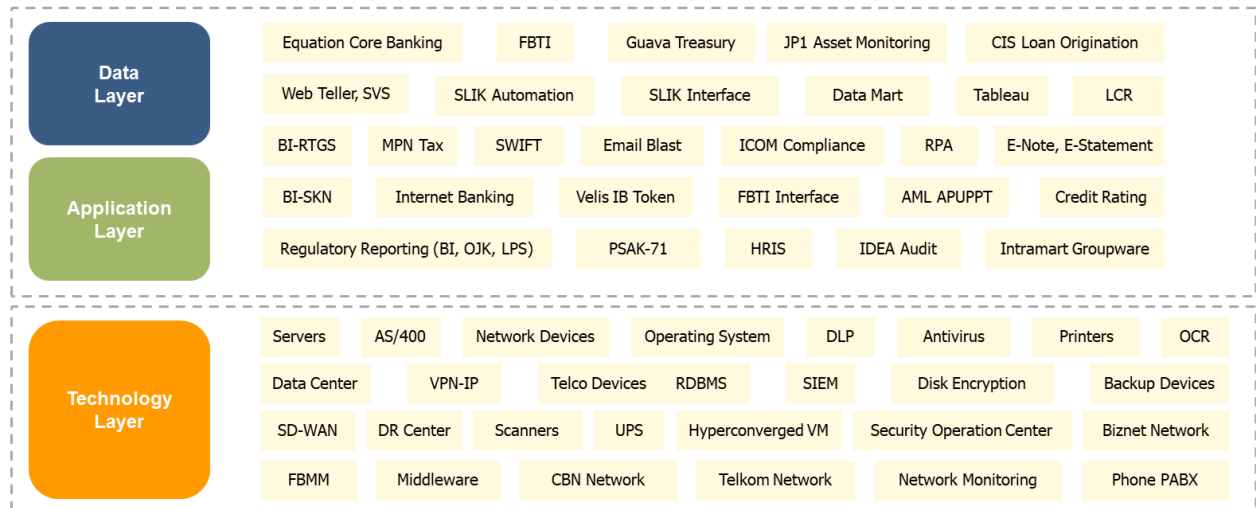 Data
Layer
Equation Core Banking FBTI Guava Treasury JP1 Asset Monitoring CIS Loan Origination
Web Teller, SVS SLIK Automation SLIK Interface Data Mart Tableau LCR
BI-RTGS MPN Tax SWIFT Email Blast ICOM Compliance RPA E-Note, E-Statement
Application
Layer
BI-SKN Internet Banking Velis IB Token FBTI Interface AML APUPPT Credit Rating
Regulatory Reporting (BI, OJK, LPS) PSAK-71 HRIS IDEA Audit Intramart Groupware
Technology
Layer
Servers AS/400 Network Devices Operating System DLP Antivirus Printers OCR
Data Center VPN-IP Telco Devices RDBMS SIEM Disk Encryption Backup Devices
SD-WAN DR Center Scanners UPS Hyperconverged VM Security Operation Center Biznet Network
FBMM Middleware CBN Network Telkom Network Network Monitoring Phone PABX